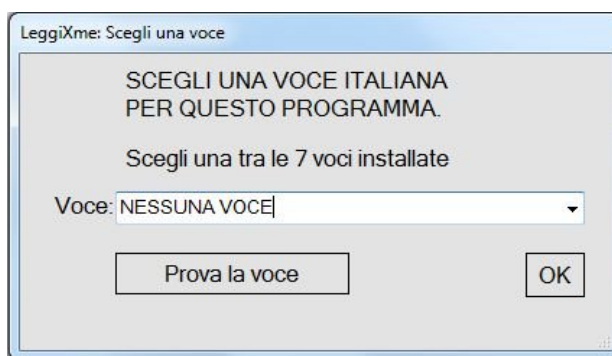 LeggiXme: Scegli una voce
SCEGLI UNA VOCE ITALIANA
PER QUESTO PROGRAMMA.
Scegli una tra le 7 voci installate
Voce: NESSUNA VOCE
Prova la voce OK